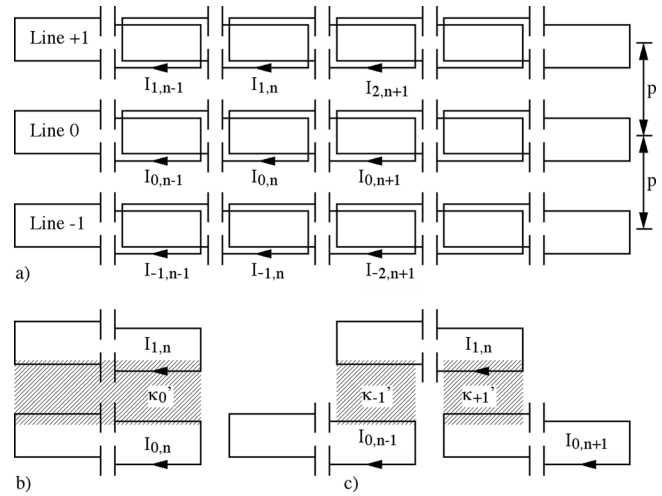 Line +1
I1,n-1 I1,n I2,n+1
p
Line 0
I0,n-1 I0,n I0,n+1
p
Line -1
I-1,n-1 I-1,n I-2,n+1
a)
I1,n I1,n
κ0' κ-1' κ+1'
I0,n I0,n-1 I0,n+1
b) c)